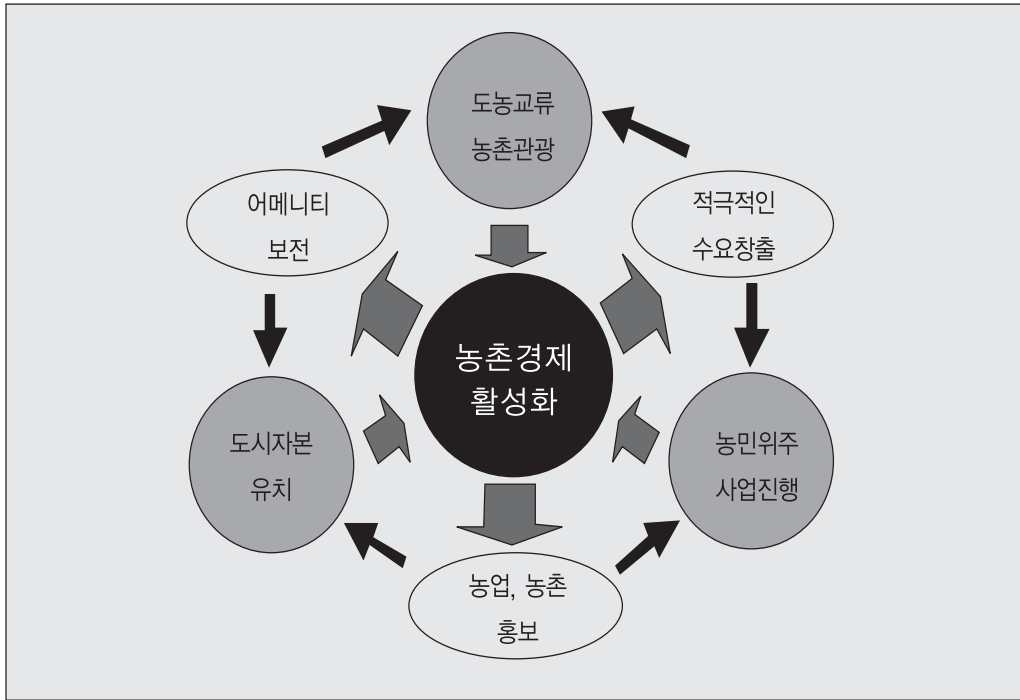 도농교류
농촌관광
어메니티
보전
적극적인
수요창출
농촌경제
활성화
도시자본
유치
농민위주
사업진행
농업, 농촌
홍보